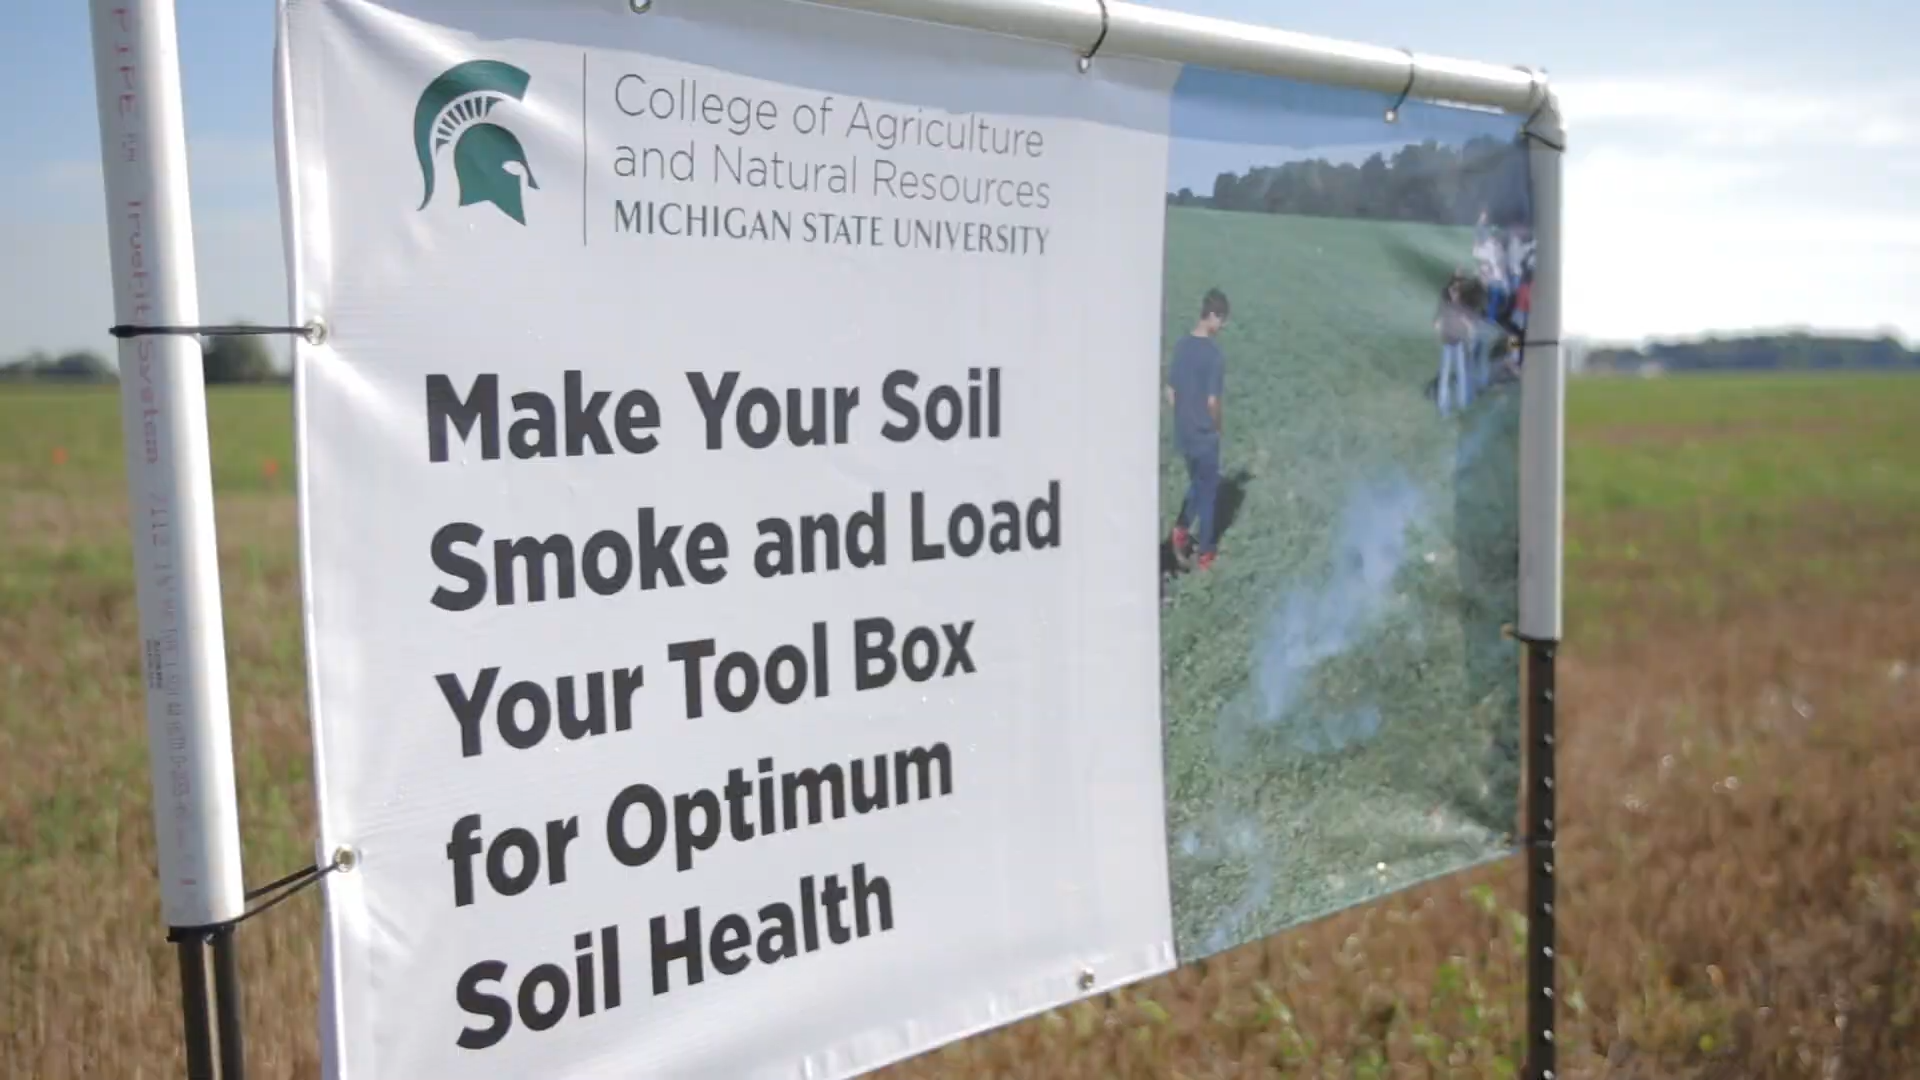 College of Agriculture
and Natural Resources
MICHIGAN STATE UNIVERSITY
Make Your Soil
Smoke and Load
Your Tool Box
for Optimum
Soil Health
PIPE